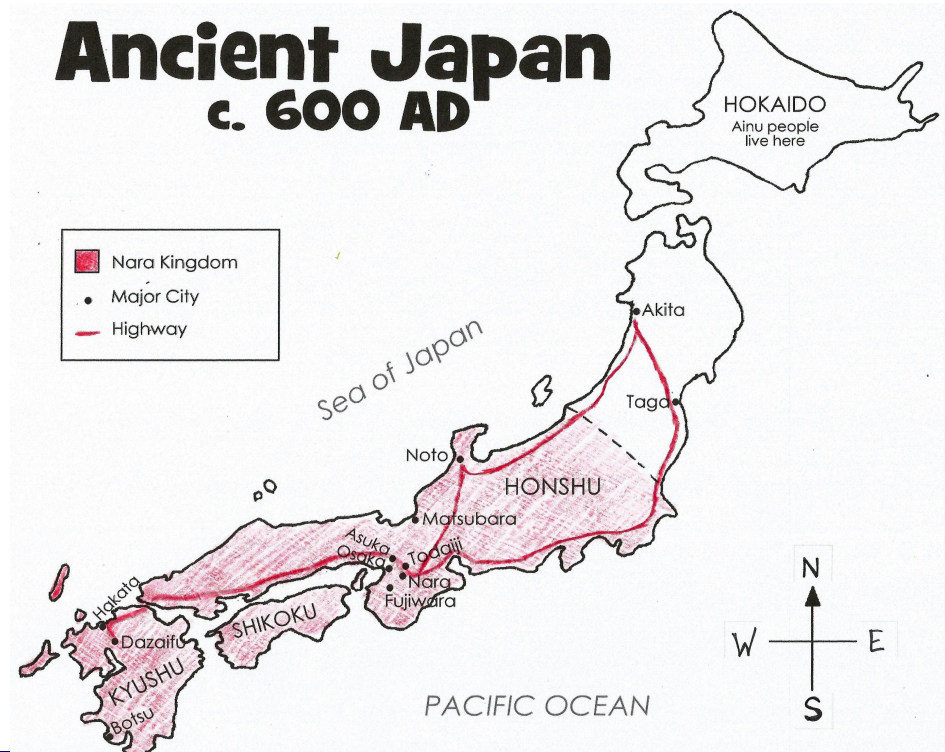 Ancient Japan
c. 600 AD
HOKAIDO
Ainu people
live here
Nara Kingdom
Major City
Highway
Akita
Sea of Japan
Taga
Noto
HONSHU
Matsubara
Asuka
Osaka
Todaiji
Nara
Fujiwara
Hakata
SHIKOKU
Dazaifu
KYUSHU
Botsu
PACIFIC OCEAN
N
W
E
S